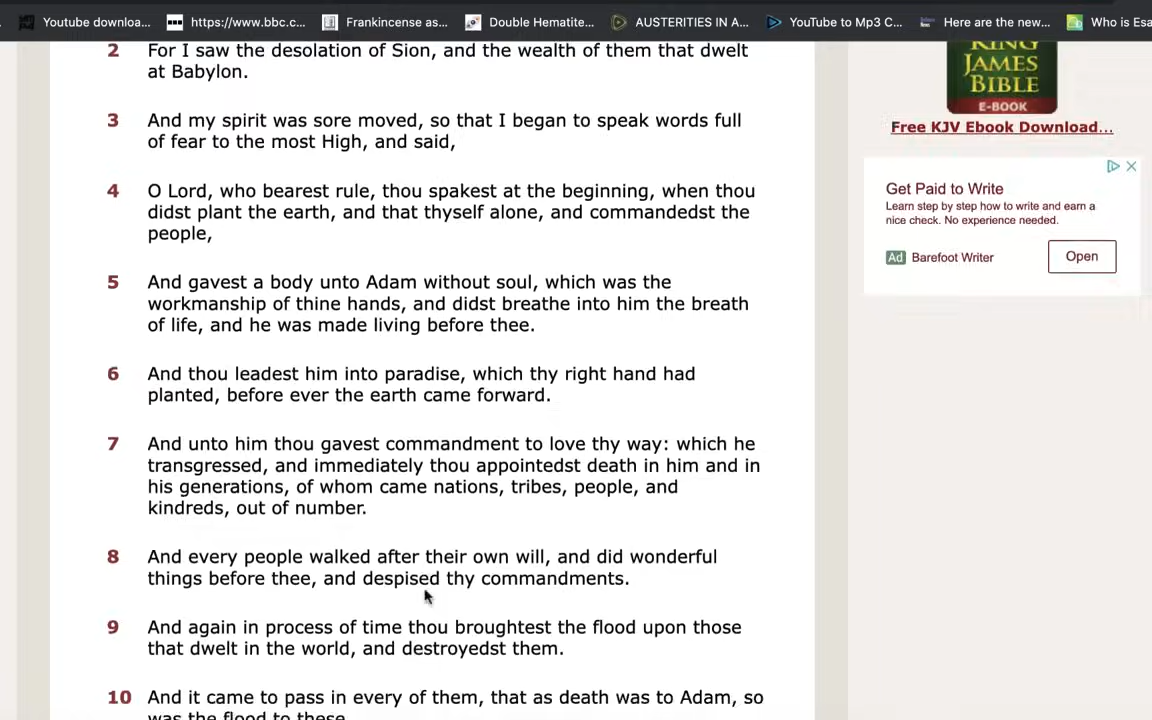 Youtube downloa... https://www.bbc.c... Frankincense as... Double Hematite... AUSTERITIES IN A... YouTube to Mp3 C... Here are the new... Who is Esa
2 For I saw the desolation of Sion, and the wealth of them that dwelt
at Babylon.
3 And my spirit was sore moved, so that I began to speak words full
of fear to the most High, and said,
4 O Lord, who bearest rule, thou spakest at the beginning, when thou
didst plant the earth, and that thyself alone, and commandedst the
people,
5 And gavest a body unto Adam without soul, which was the
workmanship of thine hands, and didst breathe into him the breath
of life, and he was made living before thee.
6 And thou leadest him into paradise, which thy right hand had
planted, before ever the earth came forward.
7 And unto him thou gavest commandment to love thy way: which he
transgressed, and immediately thou appointedst death in him and in
his generations, of whom came nations, tribes, people, and
kindreds, out of number.
8 And every people walked after their own will, and did wonderful
things before thee, and despised thy commandments.
9 And again in process of time thou broughtest the flood upon those
that dwelt in the world, and destroyedst them.
10 And it came to pass in every of them, that as death was to Adam, so
was the flood to these.
KING
JAMES
BIBLE
E-BOOK
Free KJV Ebook Download...
Get Paid to Write
Learn step by step how to write and earn a
nice check. No experience needed.
Ad Barefoot Writer
Open